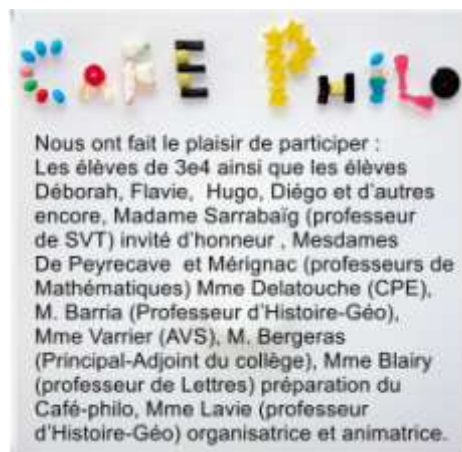 CAFE PHiLO
Nous ont fait le plaisir de participer :
Les élèves de 3e4 ainsi que les élèves
Déborah, Flavie, Hugo, Diégo et d'autres
encore, Madame Sarrabaïg (professeur
de SVT) invité d'honneur , Mesdames
De Peyrecave et Mérignac (professeurs de
Mathématiques) Mme Delatouche (CPE),
M. Barria (Professeur d'Histoire-Géo),
Mme Varrier (AVS), M. Bergeras
(Principal-Adjoint du collège), Mme Blairy
(professeur de Lettres) préparation du
Café-philo, Mme Lavie (professeur
d'Histoire-Géo) organisatrice et animatrice.